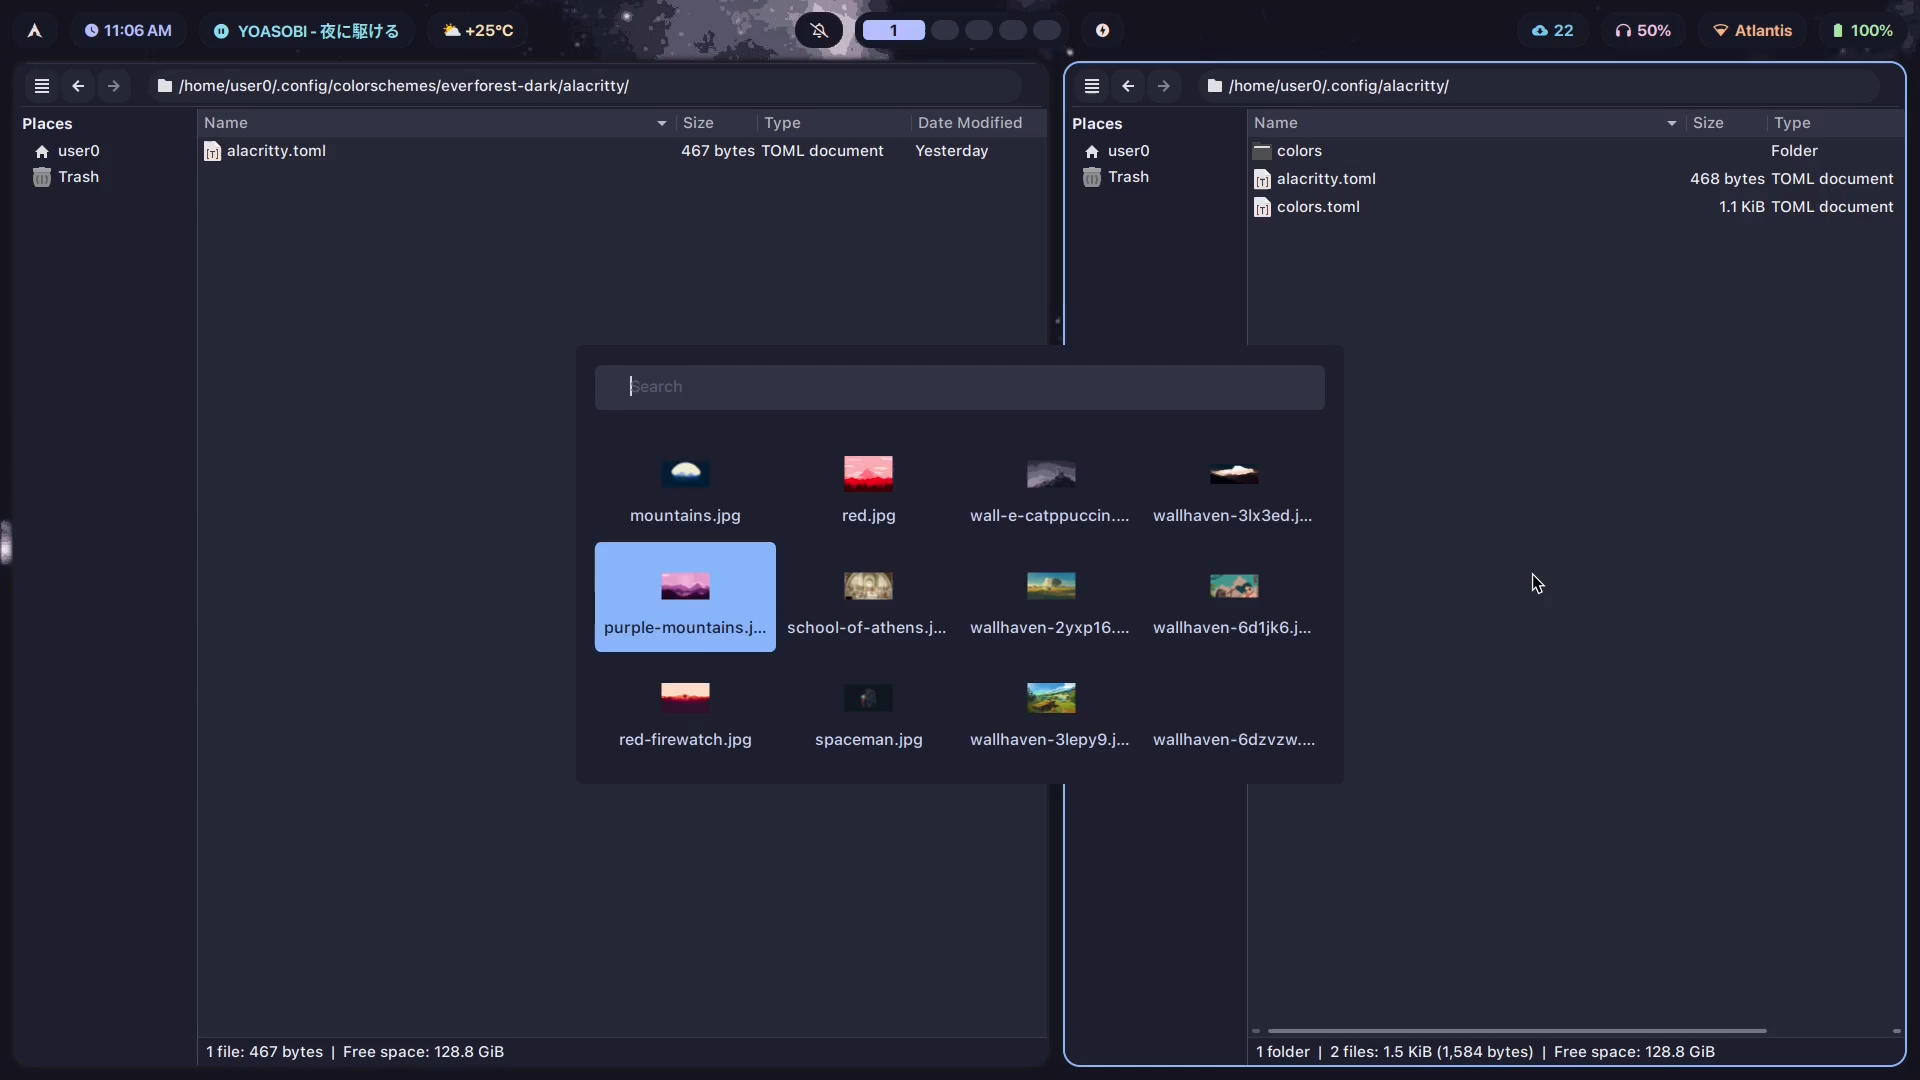 11:06 AM
YOASOBI - 夜に駆ける
+25°C
1
22
50%
Atlantis
100%
/home/user0/.config/colorschemes/everforest-dark/alacritty/
Places
user0
Trash
Name Size Type Date Modified
alacritty.toml 467 bytes TOML document Yesterday
1 file: 467 bytes | Free space: 128.8 GiB
/home/user0/.config/alacritty/
Places
user0
Trash
Name Size Type
colors Folder
alacritty.toml 468 bytes TOML document
colors.toml 1.1 KiB TOML document
1 folder | 2 files: 1.5 KiB (1,584 bytes) | Free space: 128.8 GiB
Search
mountains.jpg red.jpg wall-e-catppuccin.... wallhaven-3lx3ed.j...
purple-mountains.j... school-of-athens.j... wallhaven-2yxp16.... wallhaven-6d1jk6.j...
red-firewatch.jpg spaceman.jpg wallhaven-3lepy9.j... wallhaven-6dzvzw....